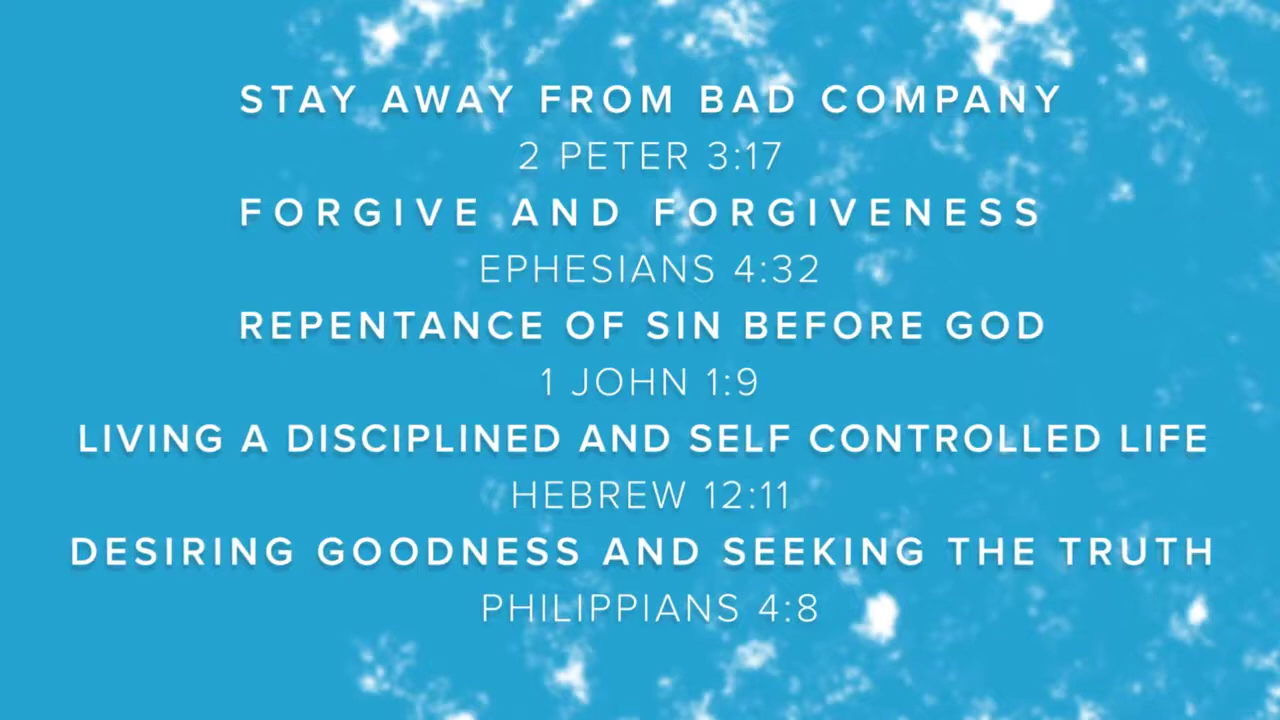 STAY AWAY FROM BAD COMPANY
2 PETER 3:17
FORGIVE AND FORGIVENESS
EPHESIANS 4:32
REPENTANCE OF SIN BEFORE GOD
1 JOHN 1:9
LIVING A DISCIPLINED AND SELF CONTROLLED LIFE
HEBREW 12:11
DESIRING GOODNESS AND SEEKING THE TRUTH
PHILIPPIANS 4:8